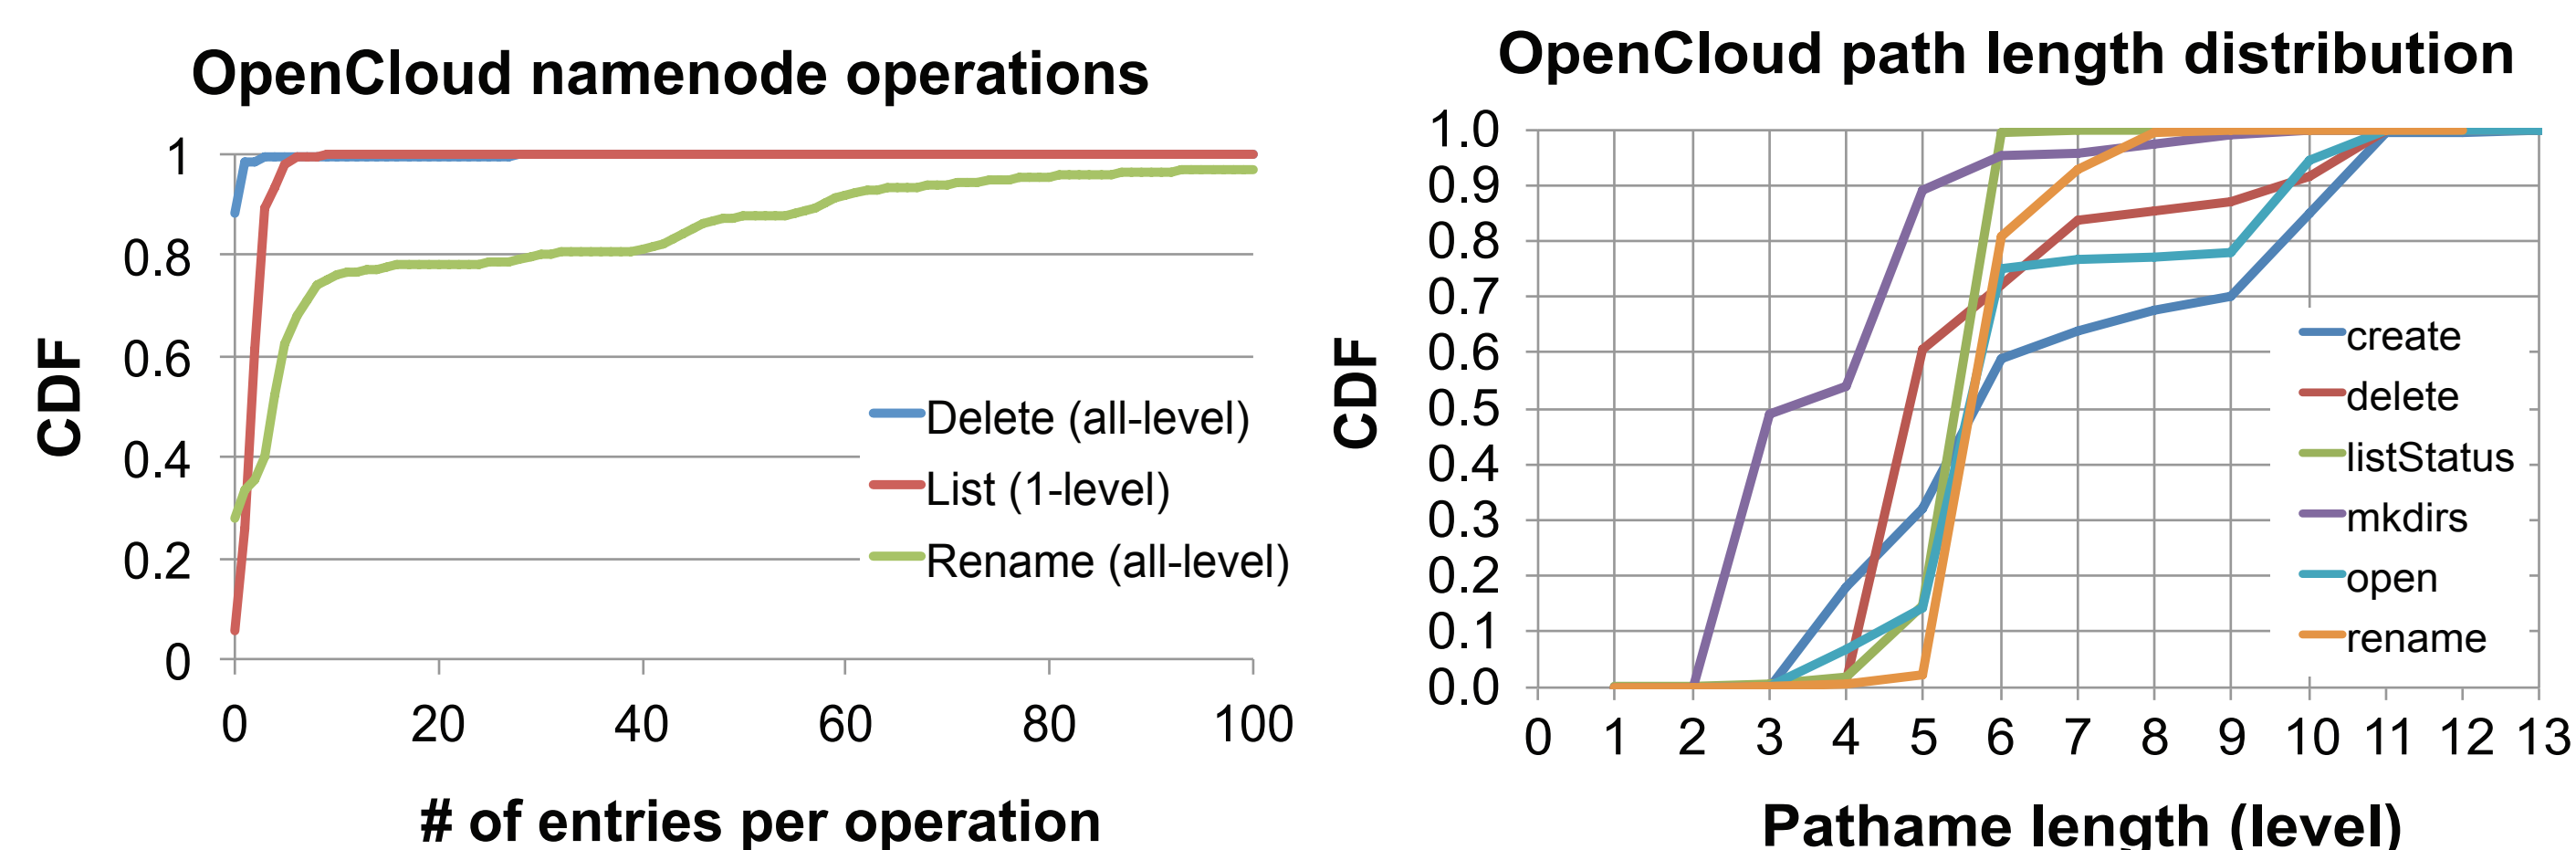 OpenCloud namenode operations
1
0.8
0.6
0.4
0.2
0
CDF
Delete (all-level)
List (1-level)
Rename (all-level)
0 20 40 60 80 100
# of entries per operation
OpenCloud path length distribution
1.0
0.9
0.8
0.7
0.6
0.5
0.4
0.3
0.2
0.1
0.0
CDF
create
delete
listStatus
mkdirs
open
rename
0 1 2 3 4 5 6 7 8 9 10 11 12 13
Pathame length (level)